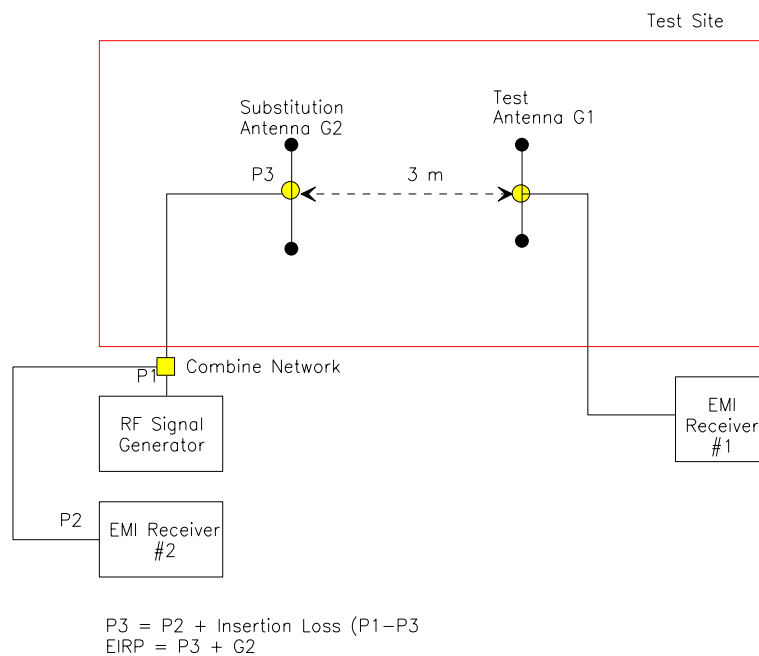 Test Site
Substitution
Antenna G2
Test
Antenna G1
P3
3 m
P1
Combine Network
RF Signal
Generator
EMI
Receiver
#1
P2
EMI Receiver
#2
P3 = P2 + Insertion Loss (P1-P3
EIRP = P3 + G2